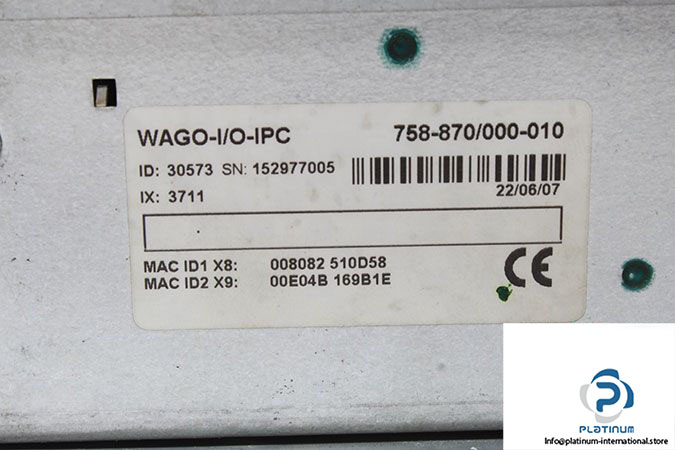 WAGO-I/O-IPC 758-870/000-010
ID: 30573 SN: 152977005
22/06/07
IX: 3711
MAC ID1 X8: 008082 510D58
MAC ID2 X9: 00E04B 169B1E
CE
PLATINUM
Info@platinum-international.store